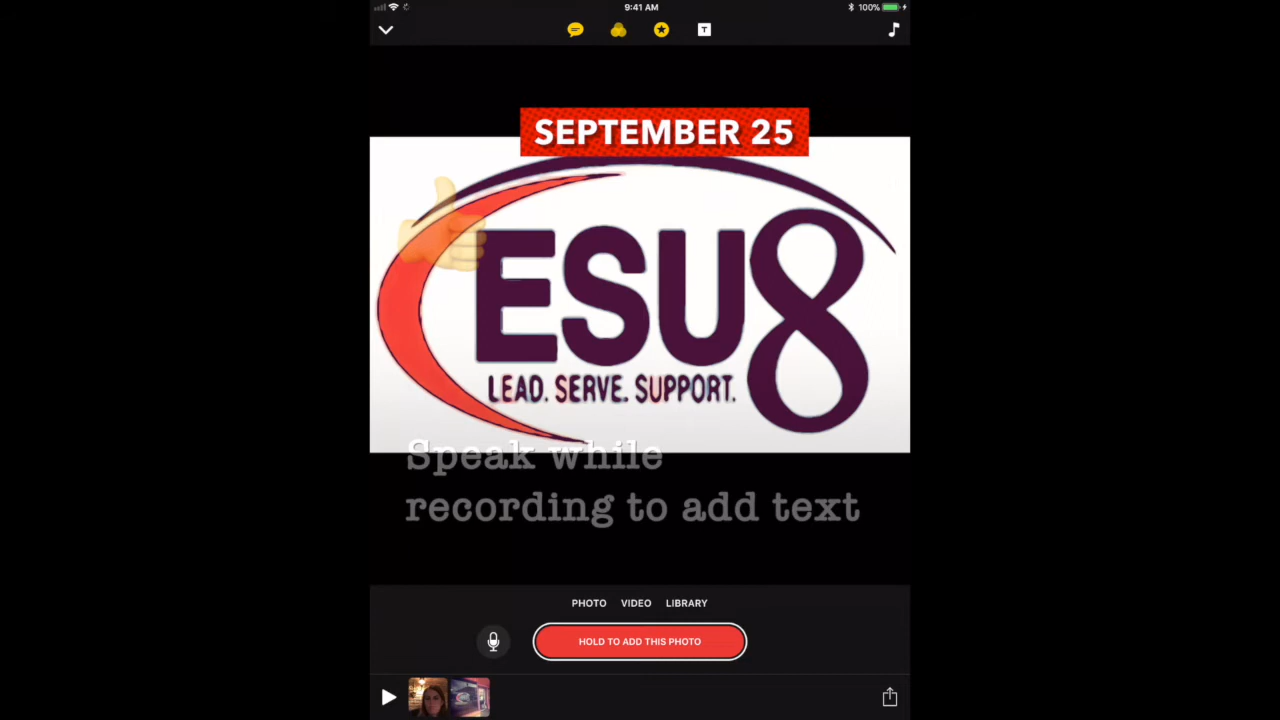 9:41 AM
100%
T
SEPTEMBER 25
ESU8
LEAD. SERVE. SUPPORT.
Speak while
recording to add text
PHOTO VIDEO LIBRARY
HOLD TO ADD THIS PHOTO